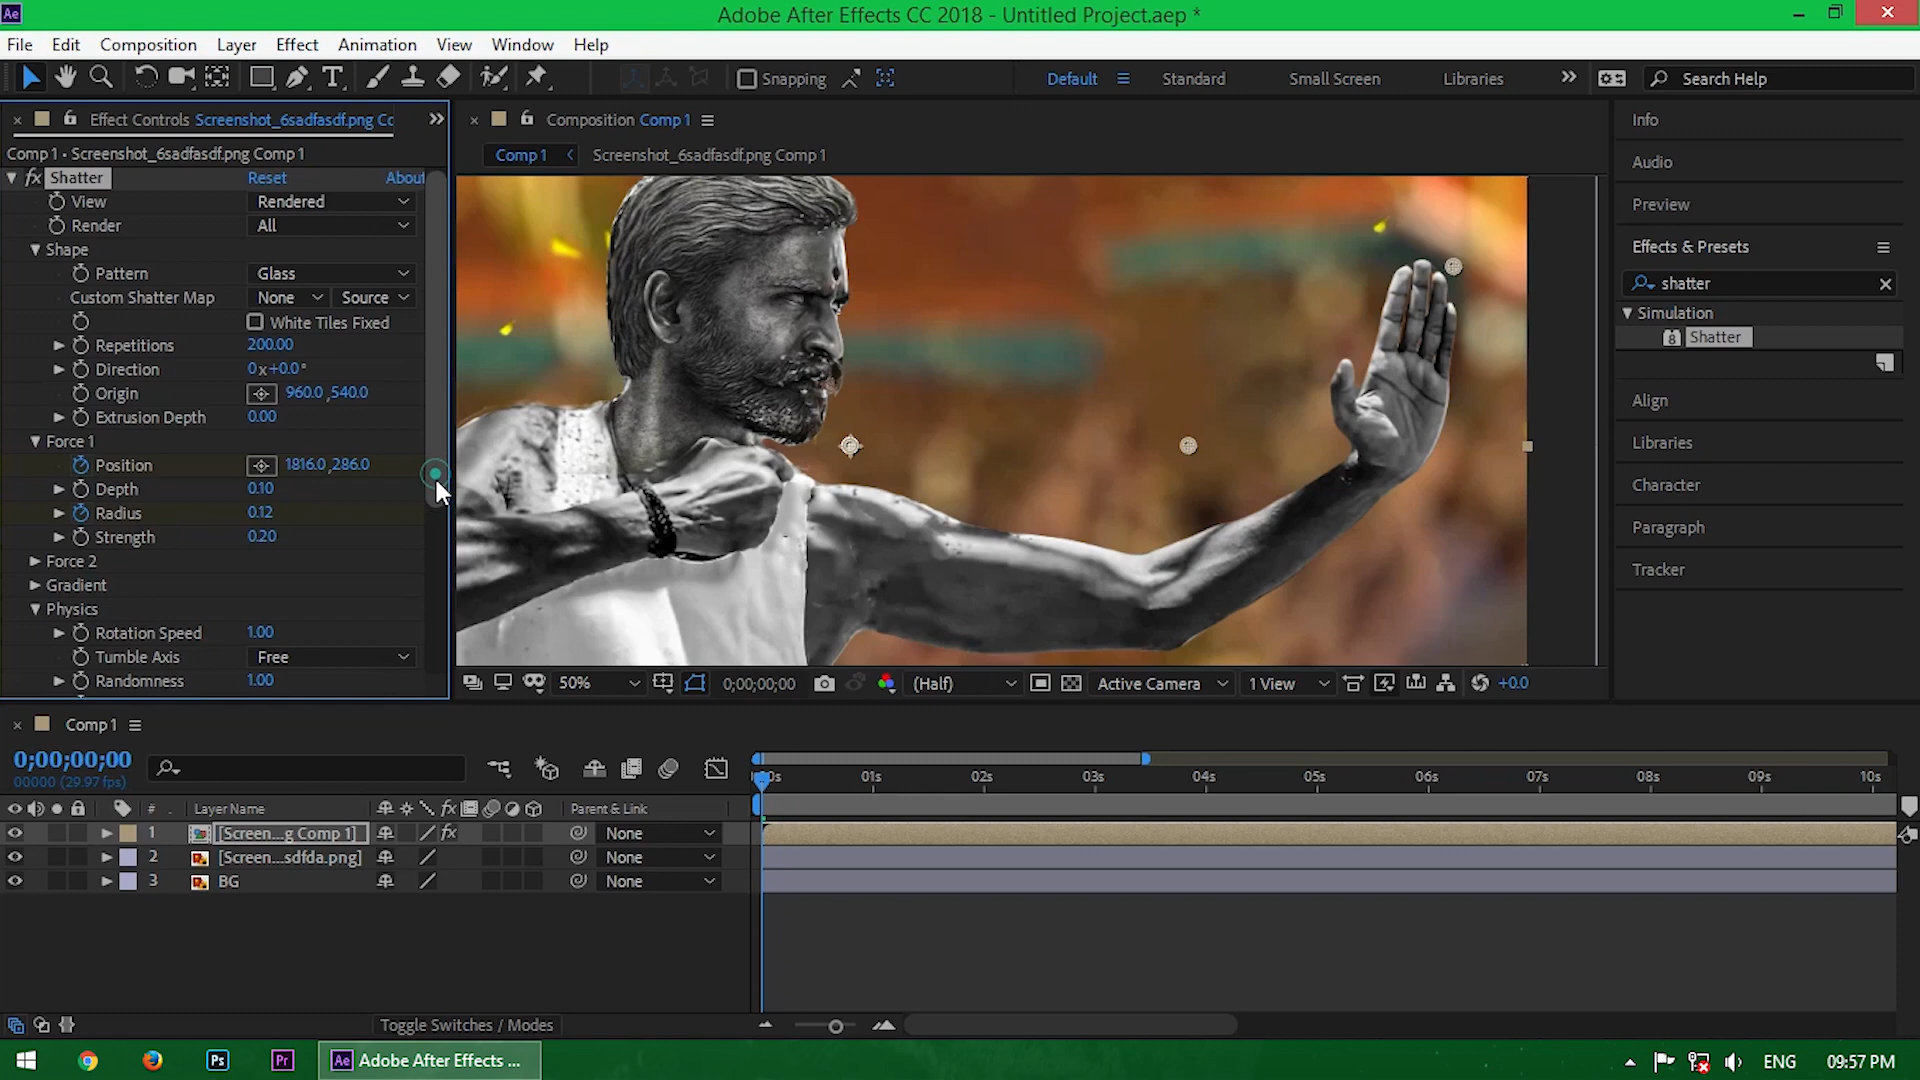 Ae
Adobe After Effects CC 2018 - Untitled Project.aep *
File Edit Composition Layer Effect Animation View Window Help
Snapping
Default Standard Small Screen Libraries
Search Help
Effect Controls Screenshot_6sadfasdf.png Cc
Comp 1 · Screenshot_6sadfasdf.png Comp 1
fx Shatter Reset About
View Rendered
Render All
Shape
Pattern Glass
Custom Shatter Map None Source
White Tiles Fixed
Repetitions 200.00
Direction 0x+0.0°
Origin 960.0 ,540.0
Extrusion Depth 0.00
Force 1
Position 1816.0 ,286.0
Depth 0.10
Radius 0.12
Strength 0.20
Force 2
Gradient
Physics
Rotation Speed 1.00
Tumble Axis Free
Randomness 1.00
Composition Comp 1
Comp 1 Screenshot_6sadfasdf.png Comp 1
50% 0;00;00;00 (Half) Active Camera 1 View +0.0
Info
Audio
Preview
Effects & Presets
shatter
Simulation
8 Shatter
Align
Libraries
Character
Paragraph
Tracker
Comp 1
0;00;00;00
00000 (29.97 fps)
0s 01s 02s 03s 04s 05s 06s 07s 08s 09s 10s
# Layer Name fx Parent & Link
1 [Screen...g Comp 1] fx None
2 [Screen...sdfda.png] None
3 BG None
Toggle Switches / Modes
Ps Pr Ae Adobe After Effects ... ENG 09:57 PM